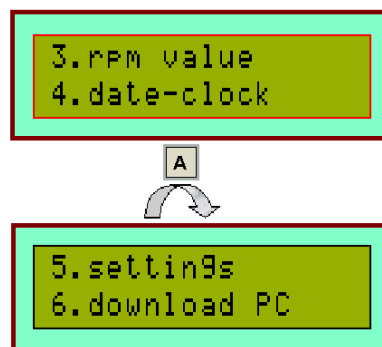 3.rpm value
4.date-clock
A
5.settings
6.download PC